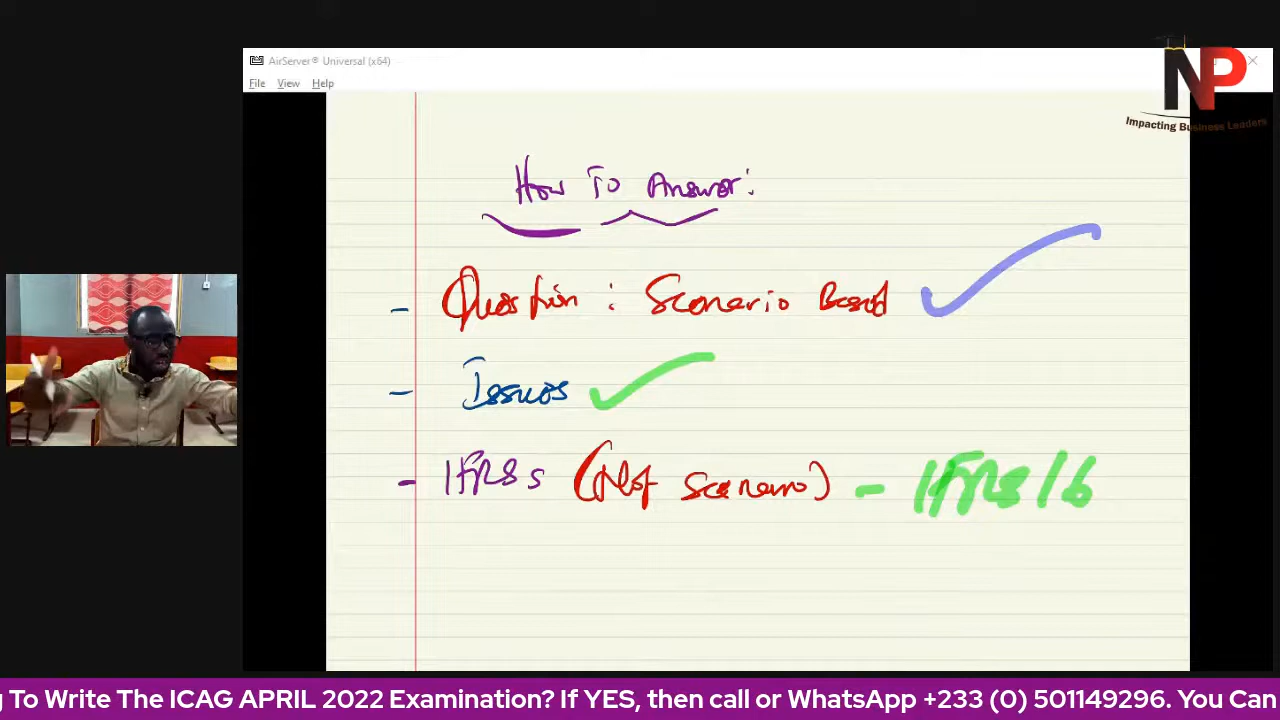 AirServer® Universal (x64)
File View Help
NP
Impacting Business Leaders
How To Answer:
- Question : Scenario Based
- Issues
- IFRSs (Not Scenario) - IFRS 16
To Write The ICAG APRIL 2022 Examination? If YES, then call or WhatsApp +233 (0) 501149296. You Can